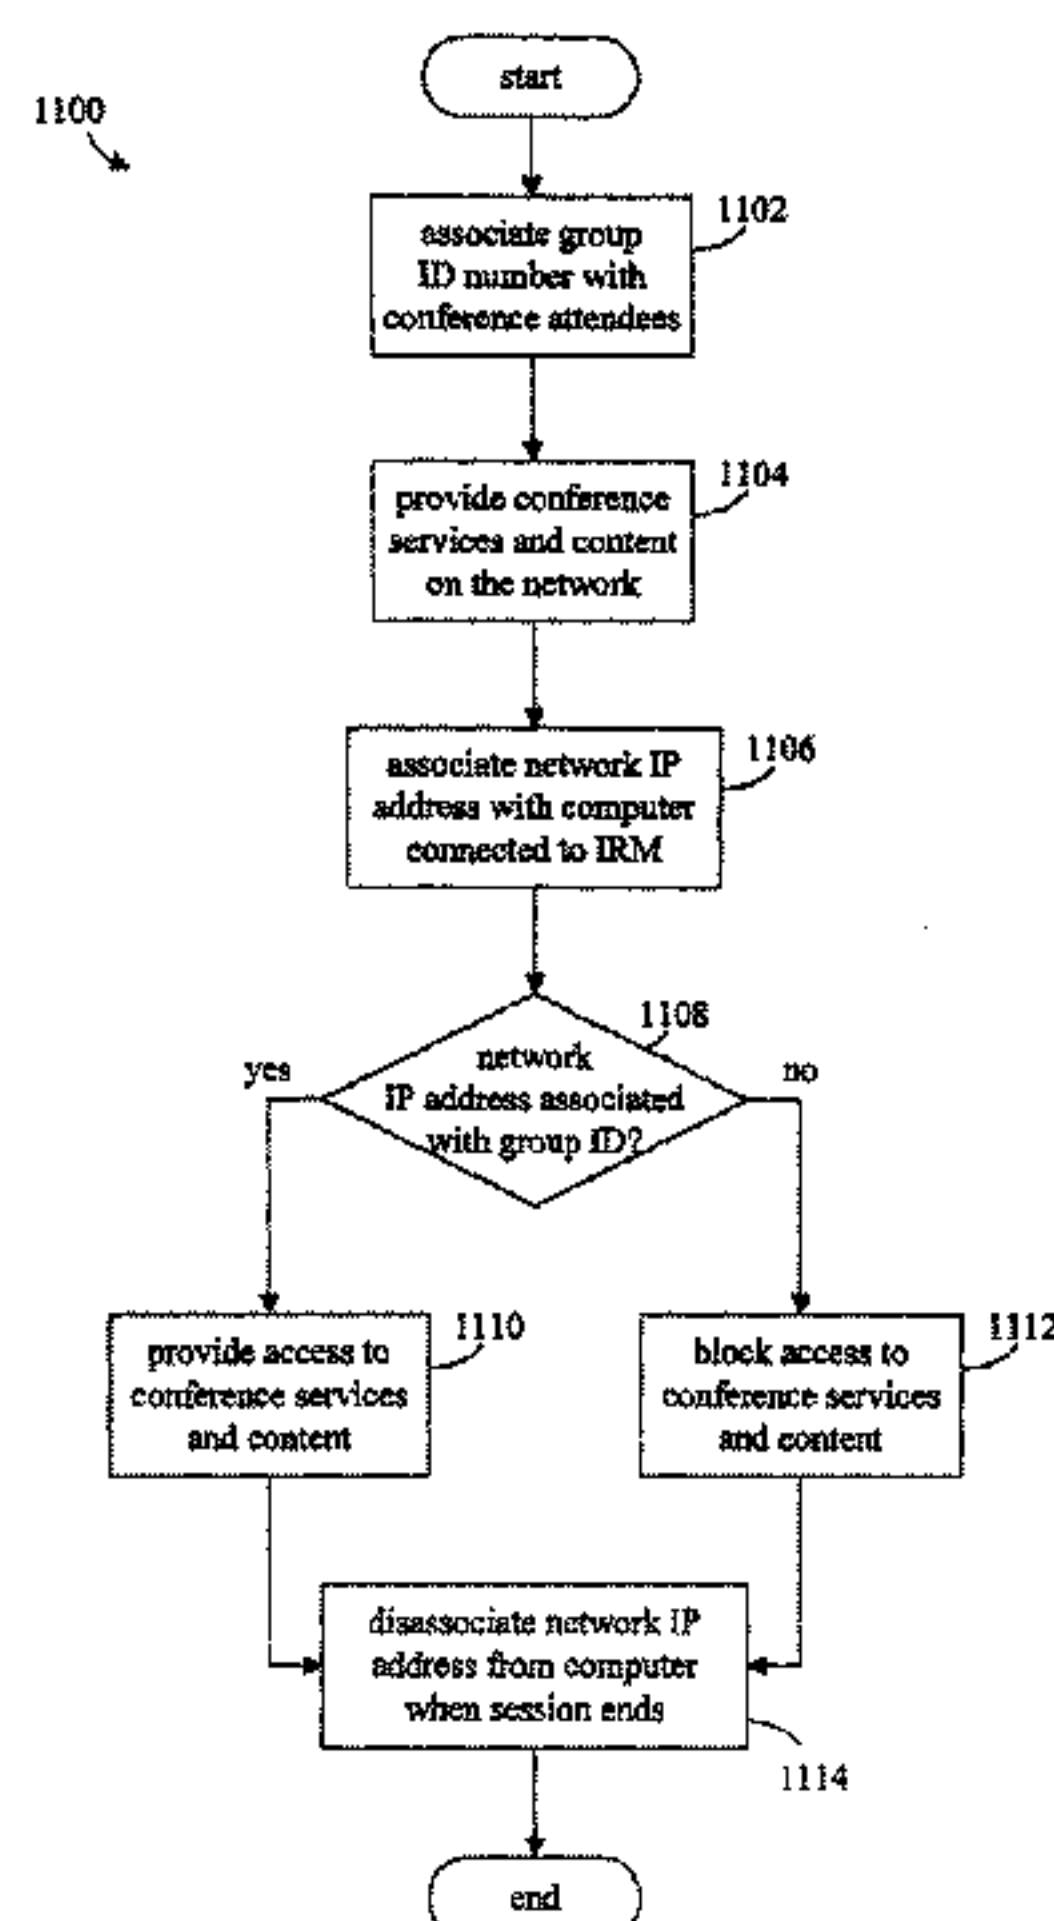 start
1100
1102
associate group
ID number with
conference attendees
1104
provide conference
services and content
on the network
1106
associate network IP
address with computer
connected to IRM
1108
network
IP address associated
with group ID?
yes
no
1110
provide access to
conference services
and content
1112
block access to
conference services
and content
disassociate network IP
address from computer
when session ends
1114
end